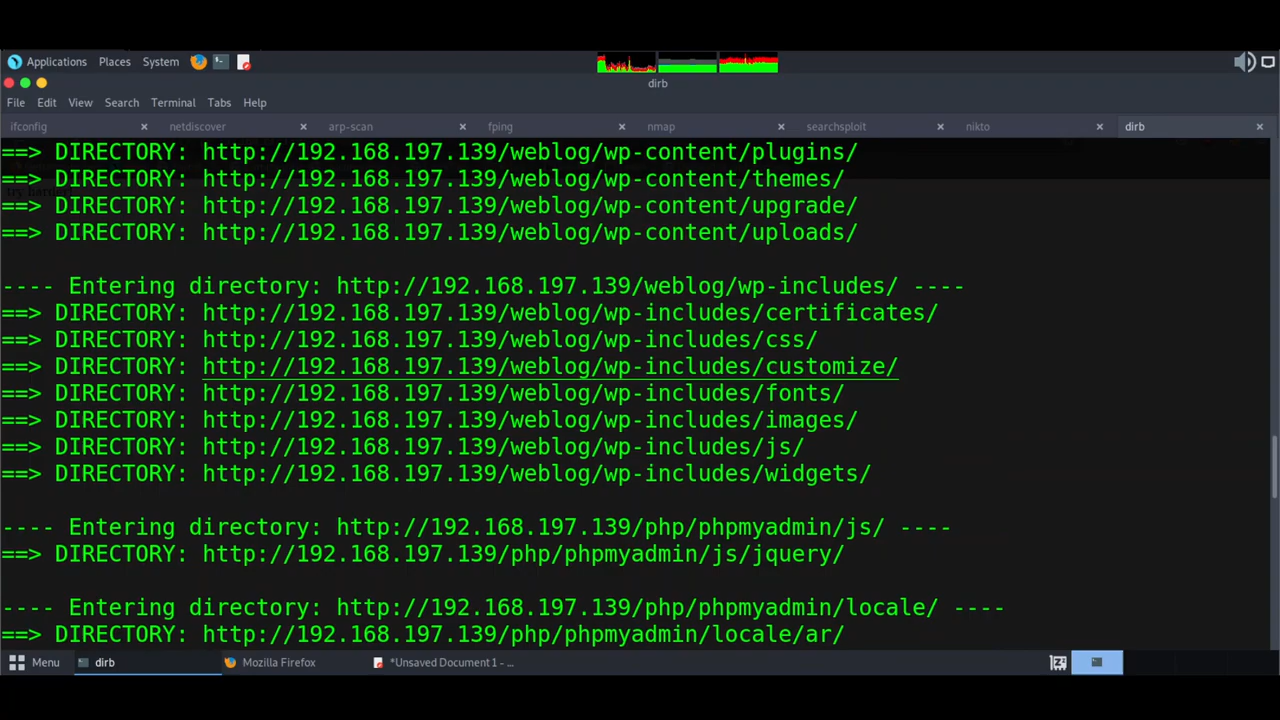 Applications Places System
dirb
File Edit View Search Terminal Tabs Help
ifconfig × netdiscover × arp-scan × fping × nmap × searchsploit × nikto × dirb ×
==> DIRECTORY: http://192.168.197.139/weblog/wp-content/plugins/
==> DIRECTORY: http://192.168.197.139/weblog/wp-content/themes/
==> DIRECTORY: http://192.168.197.139/weblog/wp-content/upgrade/
==> DIRECTORY: http://192.168.197.139/weblog/wp-content/uploads/
---- Entering directory: http://192.168.197.139/weblog/wp-includes/ ----
==> DIRECTORY: http://192.168.197.139/weblog/wp-includes/certificates/
==> DIRECTORY: http://192.168.197.139/weblog/wp-includes/css/
==> DIRECTORY: http://192.168.197.139/weblog/wp-includes/customize/
==> DIRECTORY: http://192.168.197.139/weblog/wp-includes/fonts/
==> DIRECTORY: http://192.168.197.139/weblog/wp-includes/images/
==> DIRECTORY: http://192.168.197.139/weblog/wp-includes/js/
==> DIRECTORY: http://192.168.197.139/weblog/wp-includes/widgets/
---- Entering directory: http://192.168.197.139/php/phpmyadmin/js/ ----
==> DIRECTORY: http://192.168.197.139/php/phpmyadmin/js/jquery/
---- Entering directory: http://192.168.197.139/php/phpmyadmin/locale/ ----
==> DIRECTORY: http://192.168.197.139/php/phpmyadmin/locale/ar/
Menu dirb Mozilla Firefox *Unsaved Document 1 - ...